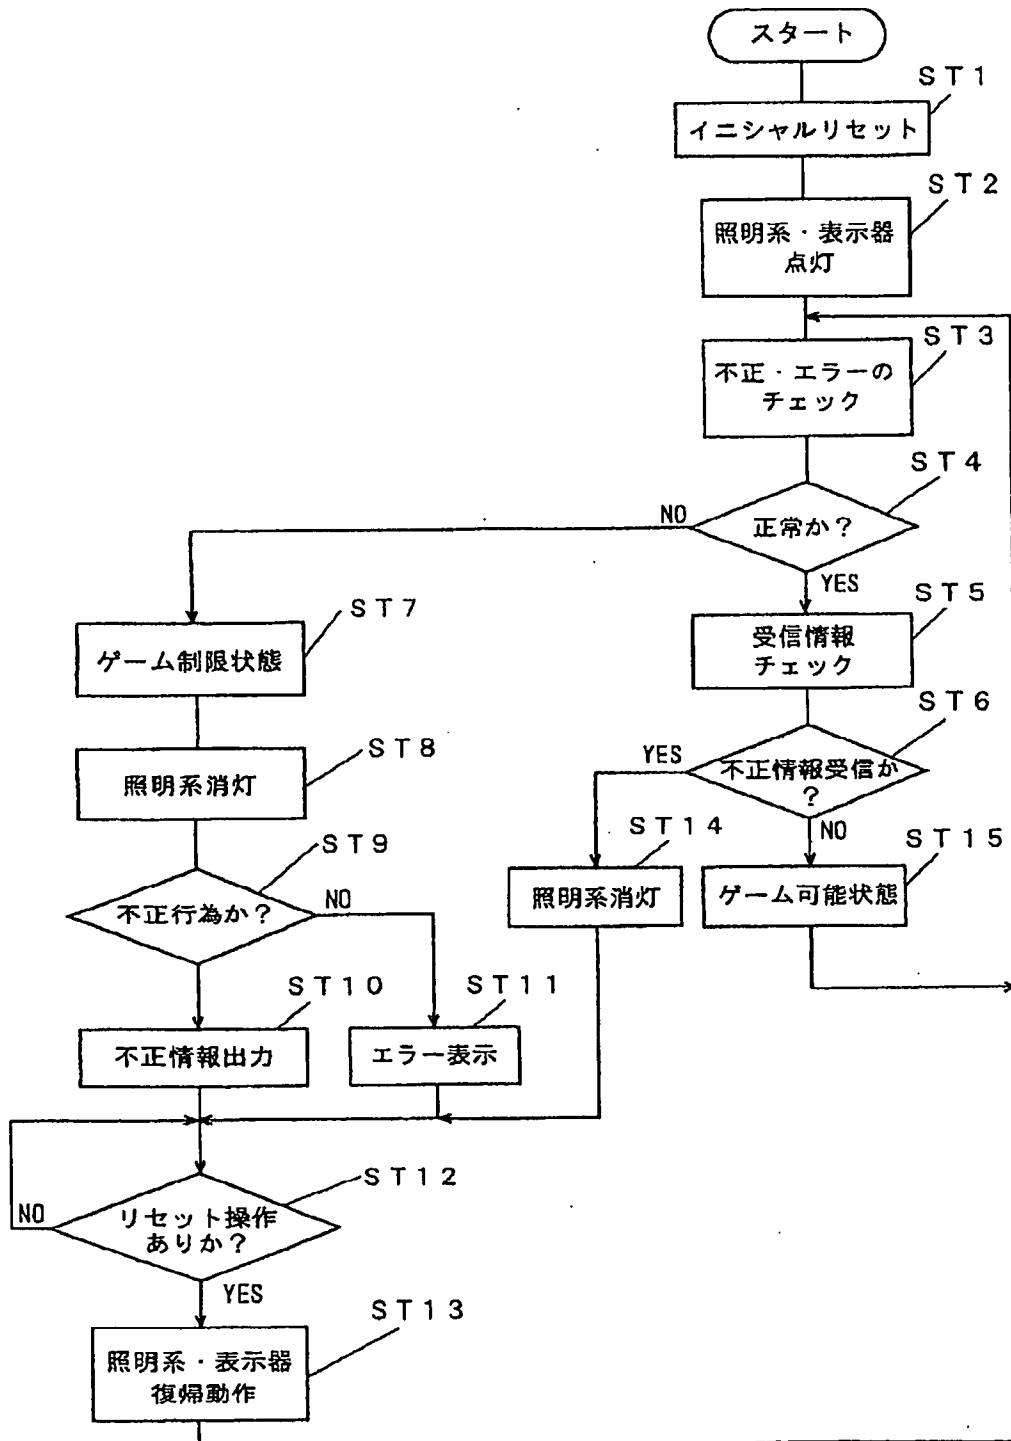 スタート
ST1
イニシャルリセット
ST2
照明系・表示器
点灯
ST3
不正・エラーの
チェック
ST4
正常か?
NO
YES
ST5
受信情報
チェック
ST7
ゲーム制限状態
ST6
不正情報受信か
?
YES
NO
ST8
照明系消灯
ST14
照明系消灯
ST15
ゲーム可能状態
ST9
不正行為か?
NO
ST10
不正情報出力
ST11
エラー表示
ST12
リセット操作
ありか?
NO
YES
ST13
照明系・表示器
復帰動作